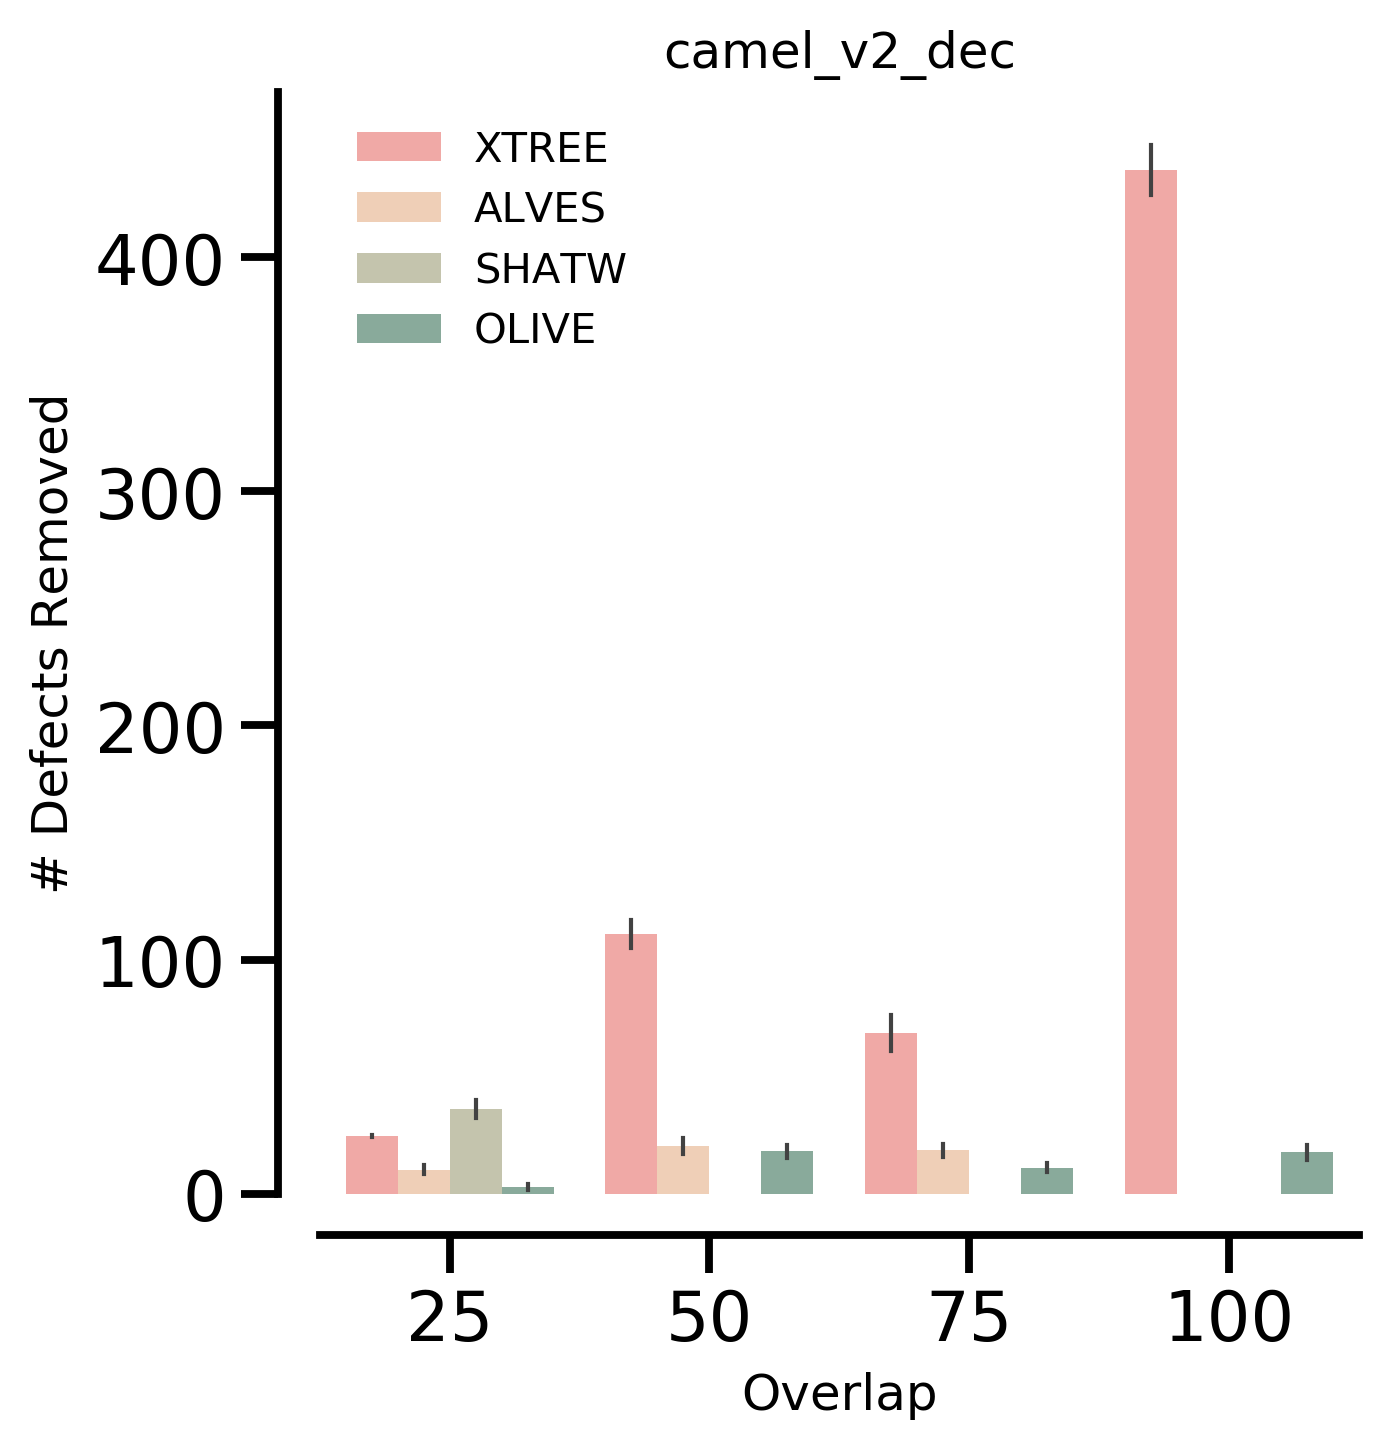 camel_v2_dec
XTREE
ALVES
SHATW
OLIVE
# Defects Removed
400
300
200
100
0
25 50 75 100
Overlap